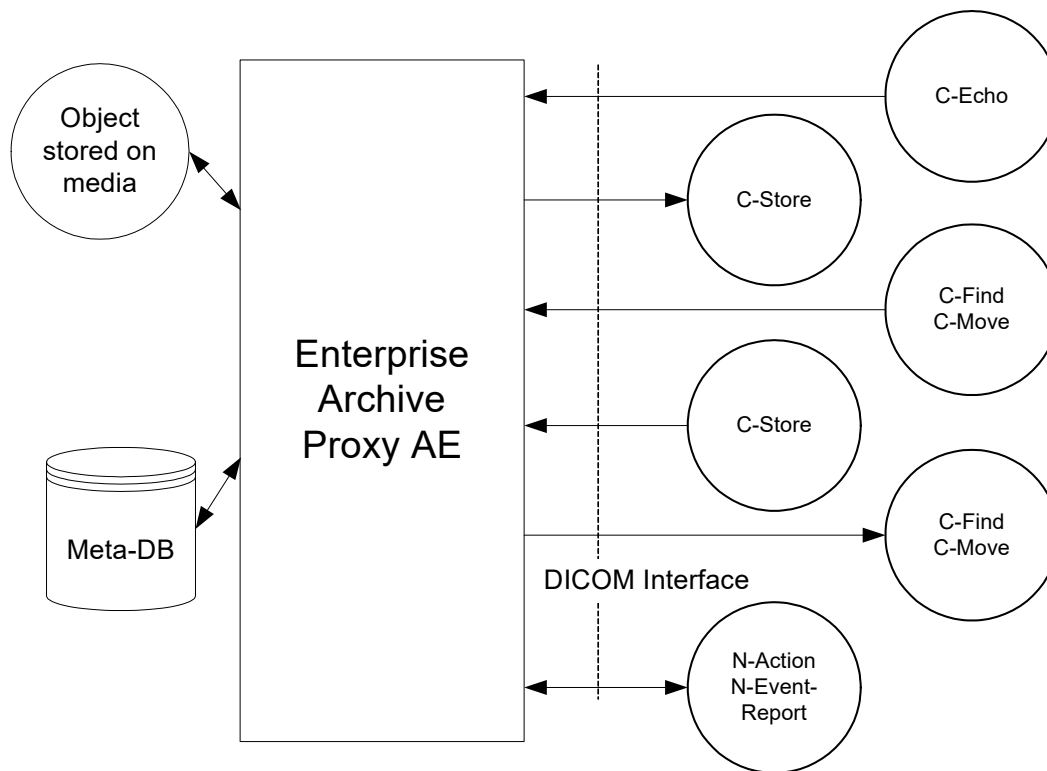 Object
stored on
media
Meta-DB
Enterprise
Archive
Proxy AE
C-Echo
C-Store
C-Find
C-Move
C-Store
C-Find
C-Move
DICOM Interface
N-Action
N-Event-
Report